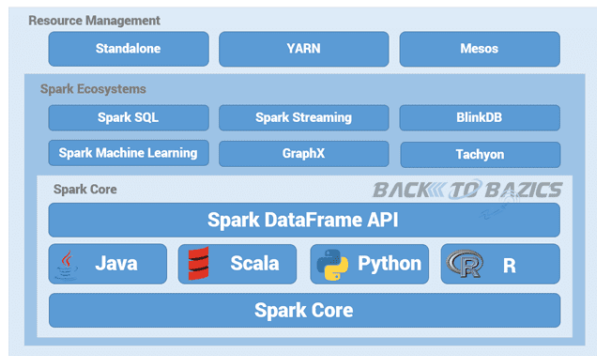 Resource Management
Standalone
YARN
Mesos
Spark Ecosystems
Spark SQL
Spark Streaming
BlinkDB
Spark Machine Learning
GraphX
Tachyon
Spark Core
BACK TO BAZICS
Spark DataFrame API
Java
Scala
Python
R
Spark Core